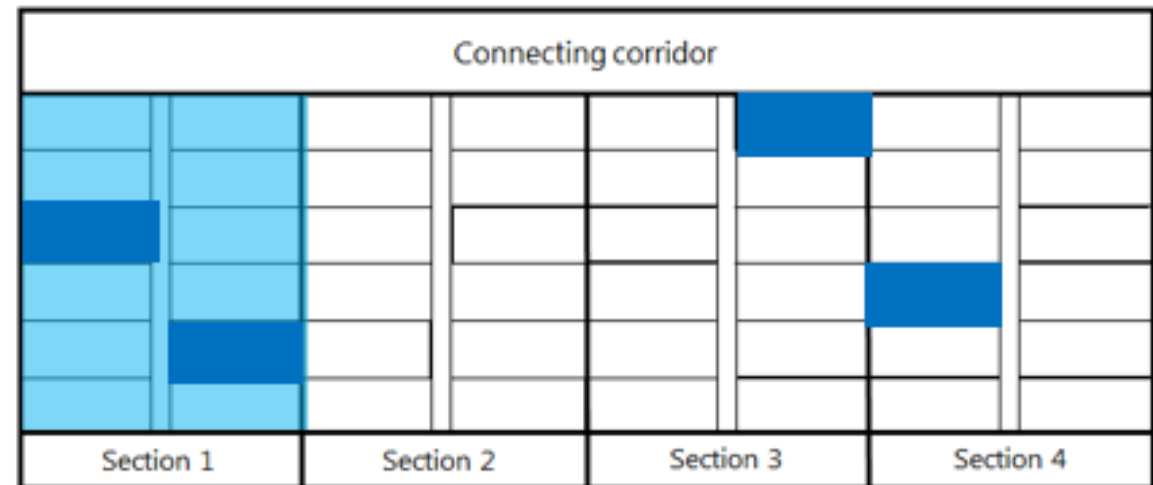 Connecting corridor
Section 1
Section 2
Section 3
Section 4